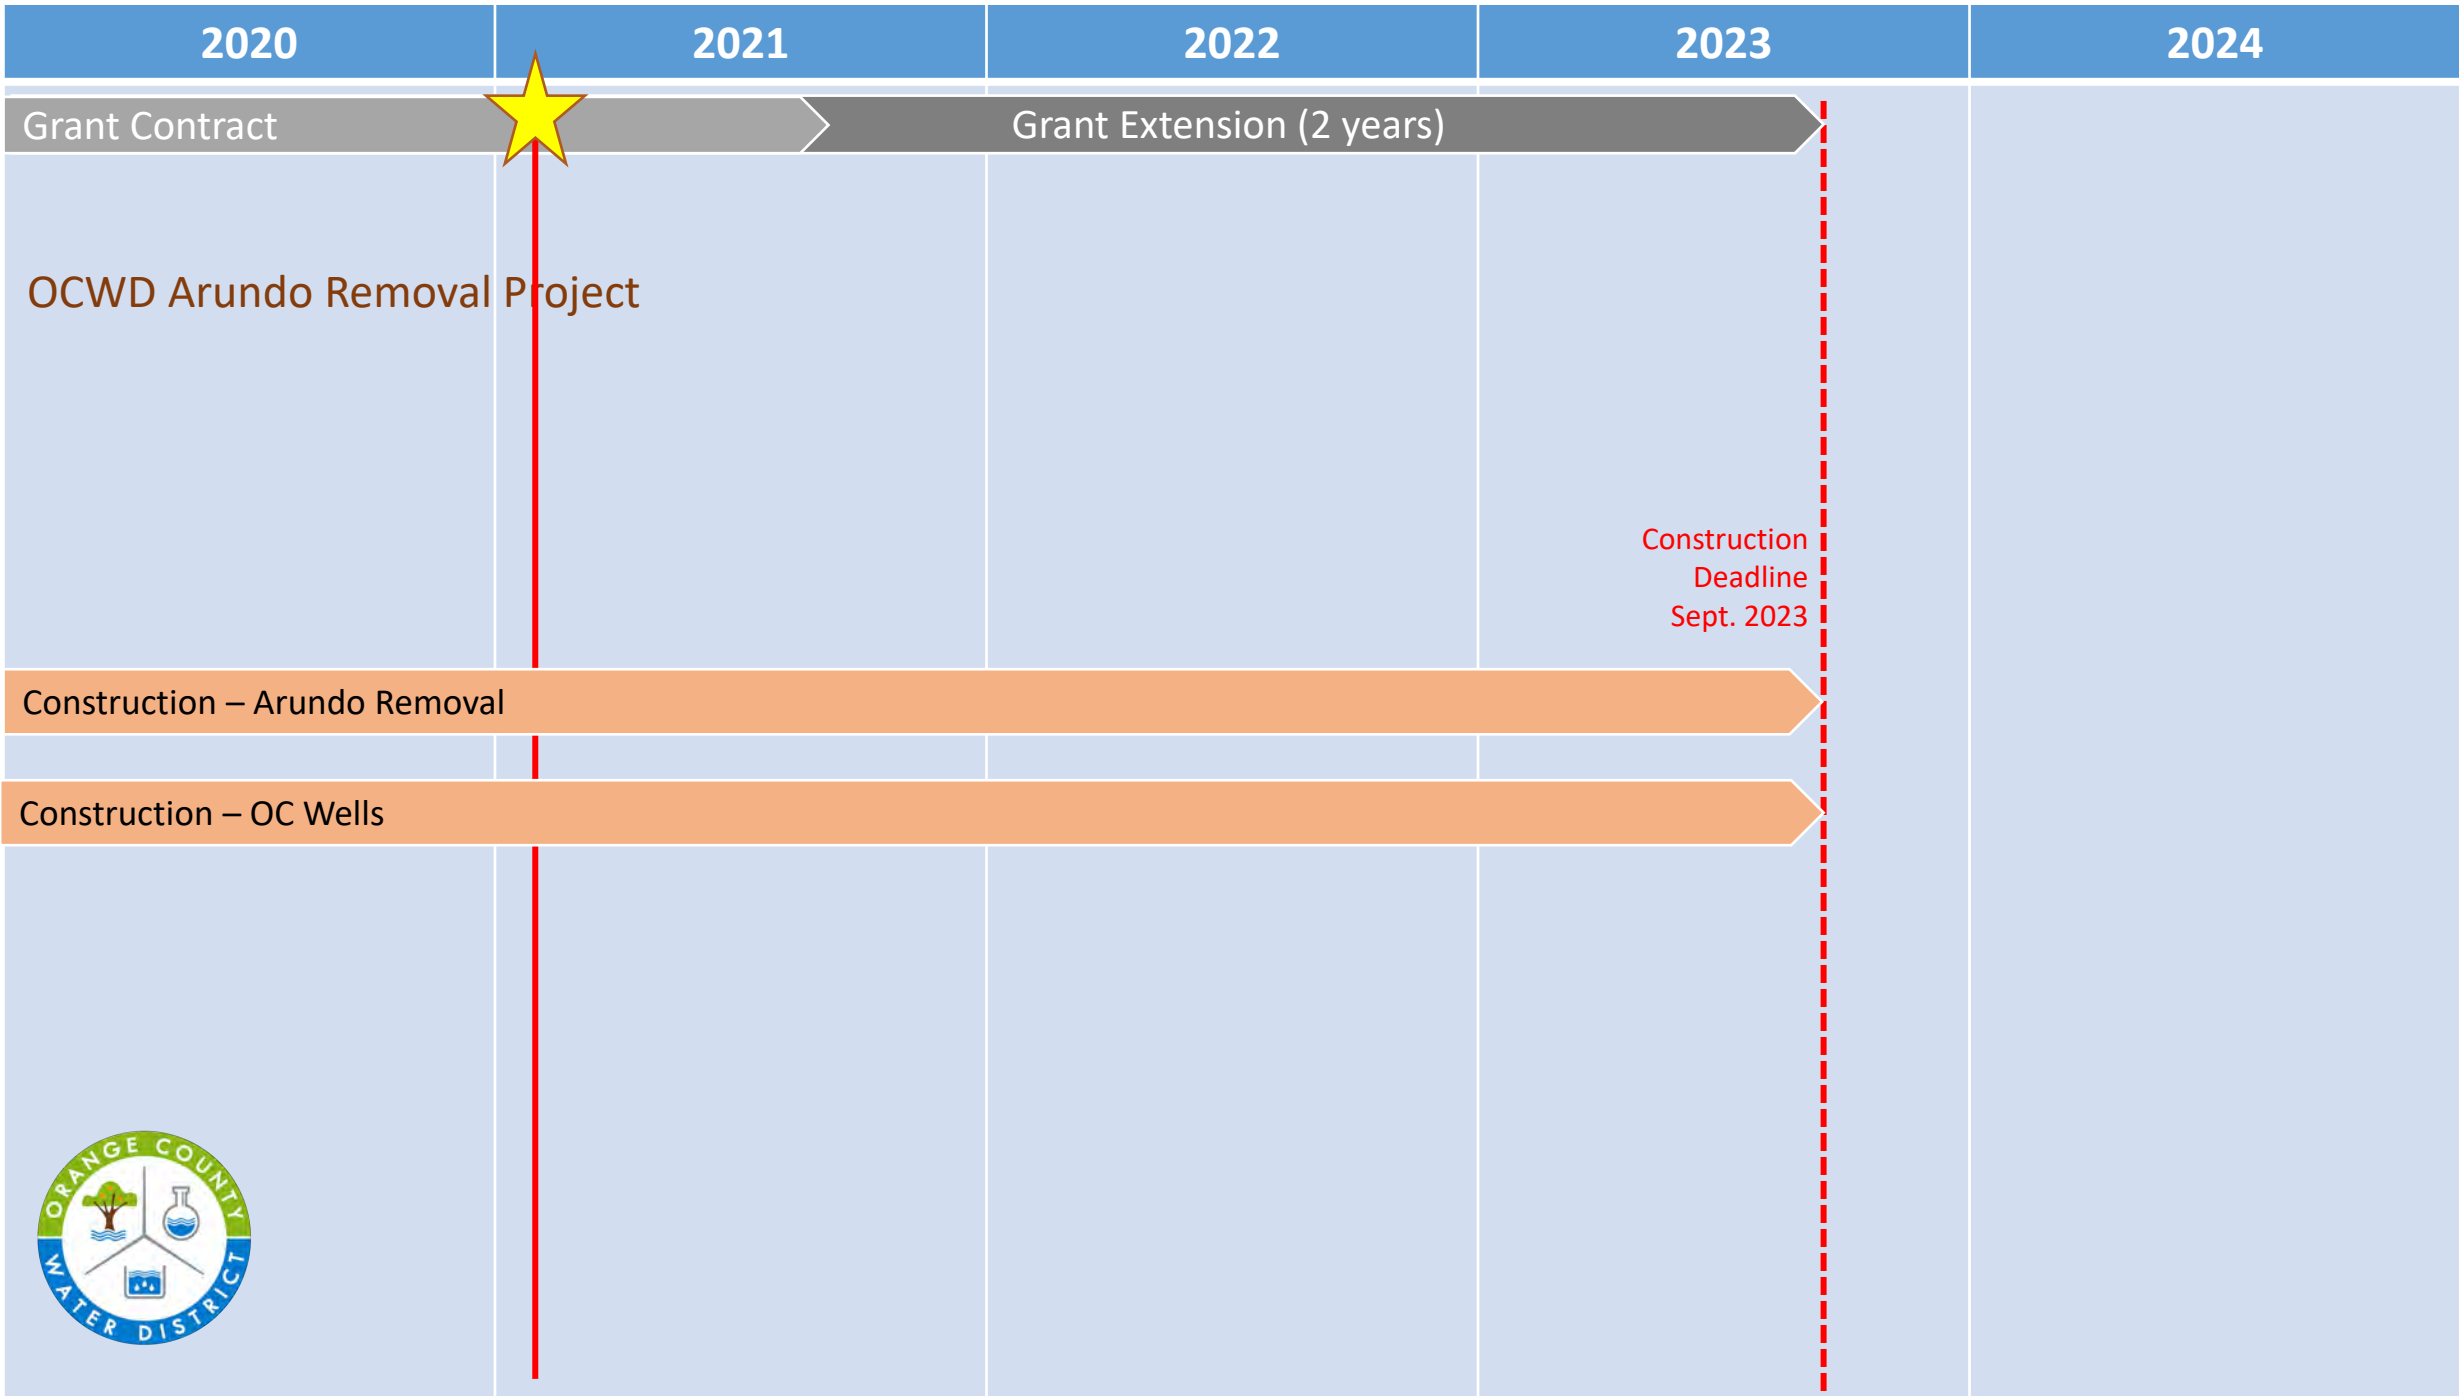 2020 2021 2022 2023 2024
Grant Contract
Grant Extension (2 years)
OCWD Arundo Removal Project
Construction
Deadline
Sept. 2023
Construction – Arundo Removal
Construction – OC Wells
ORANGE COUNTY
WATER DISTRICT